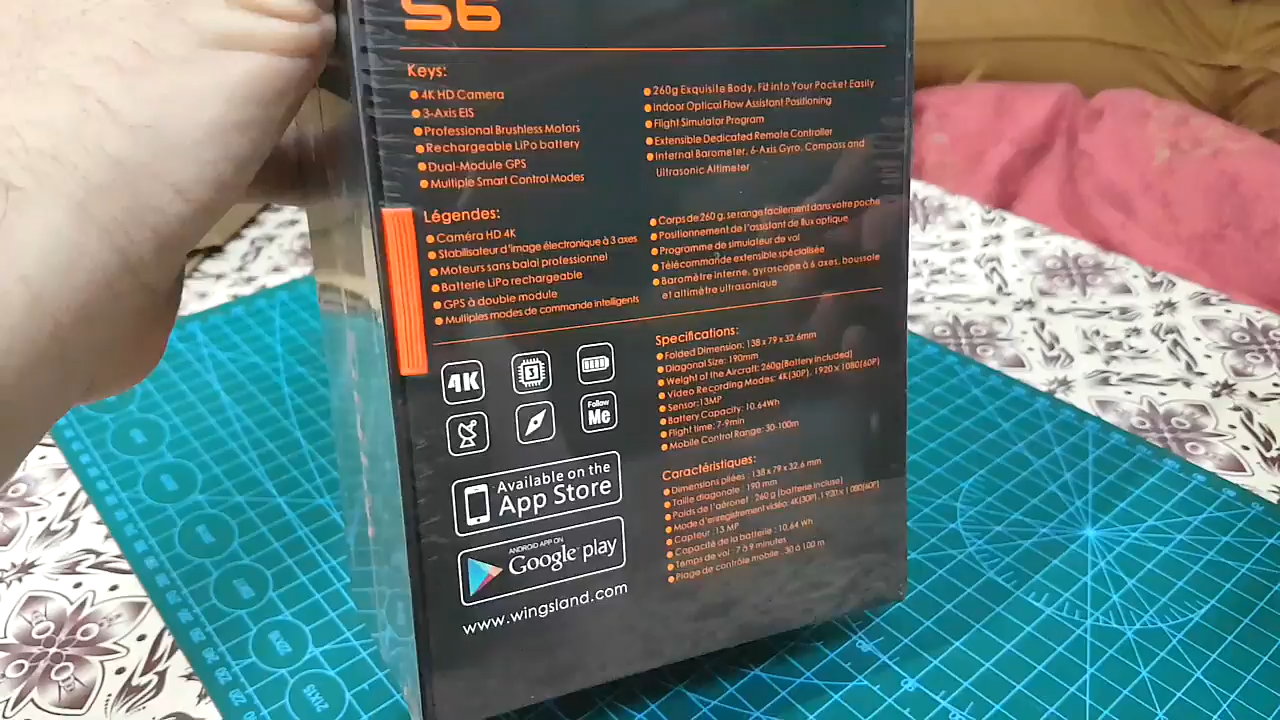 S6
Keys:
4K HD Camera
3-Axis EIS
Professional Brushless Motors
Rechargeable LiPo battery
Dual-Module GPS
Multiple Smart Control Modes
260g Exquisite Body, Fit into Your Pocket Easily
Indoor Optical Flow Assistant Positioning
Flight Simulator Program
Extensible Dedicated Remote Controller
Internal Barometer, 6-Axis Gyro, Compass and
Ultrasonic Altimeter
Légendes:
Caméra HD 4K
Stabilisateur d'image électronique à 3 axes
Moteurs sans balai professionnel
Batterie LiPo rechargeable
GPS à double module
Multiples modes de commande intelligents
Corps de 260 g, se range facilement dans votre poche
Positionnement de l'assistant de flux optique
Programme de simulateur de vol
Télécommande extensible spécialisée
Baromètre interne, gyroscope à 6 axes, boussole
et altimètre ultrasonique
4K
S
Follow
Me
Available on the
App Store
ANDROID APP ON
Google play
www.wingsland.com
Specifications:
Folded Dimension: 138 x 79 x 32.6mm
Diagonal Size: 190mm
Weight of the Aircraft: 260g(Battery Included)
Video Recording Modes: 4K(30P), 1920 x 1080(60P)
Sensor:13MP
Battery Capacity: 10.64Wh
Flight time: 7-9min
Mobile Control Range: 30-100m
Caractéristiques:
Dimensions pliées : 138 x 79 x 32,6 mm
Taille diagonale : 190 mm
Poids de l'aéronef : 260 g (batterie incluse)
Mode d'enregistrement vidéo: 4K(30P), 1920 x 1080(60P)
Capteur : 13 MP
Capacité de la batterie : 10,64 Wh
Temps de vol : 7 à 9 minutes
Plage de contrôle mobile : 30 à 100 m